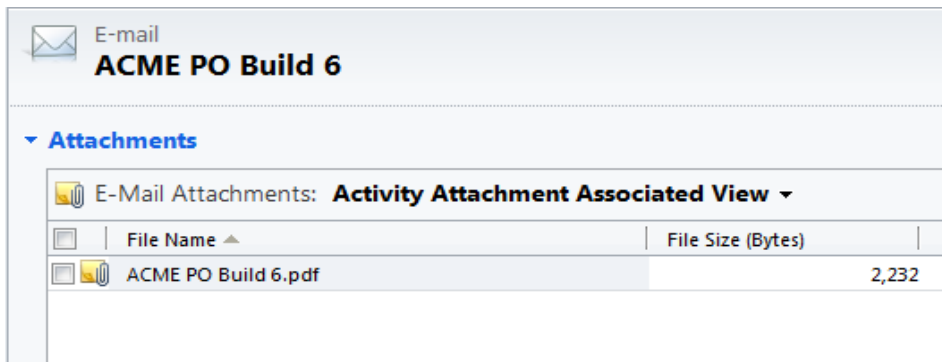 E-mail
ACME PO Build 6
Attachments
E-Mail Attachments: Activity Attachment Associated View
File Name File Size (Bytes)
ACME PO Build 6.pdf 2,232